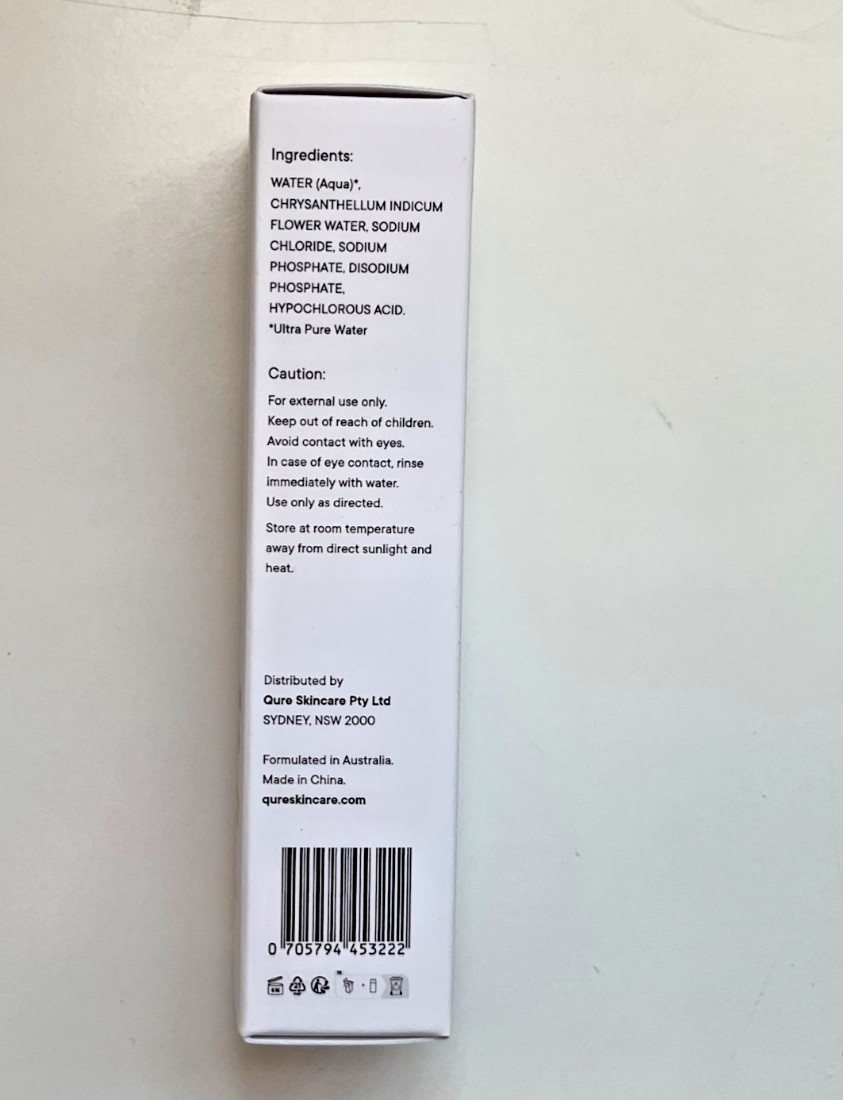 Ingredients:
WATER (Aqua)*,
CHRYSANTHELLUM INDICUM
FLOWER WATER, SODIUM
CHLORIDE, SODIUM
PHOSPHATE, DISODIUM
PHOSPHATE,
HYPOCHLOROUS ACID.
*Ultra Pure Water
Caution:
For external use only.
Keep out of reach of children.
Avoid contact with eyes.
In case of eye contact, rinse
immediately with water.
Use only as directed.
Store at room temperature
away from direct sunlight and
heat.
Distributed by
Qure Skincare Pty Ltd
SYDNEY, NSW 2000
Formulated in Australia.
Made in China.
qureskincare.com
0 705794 453222